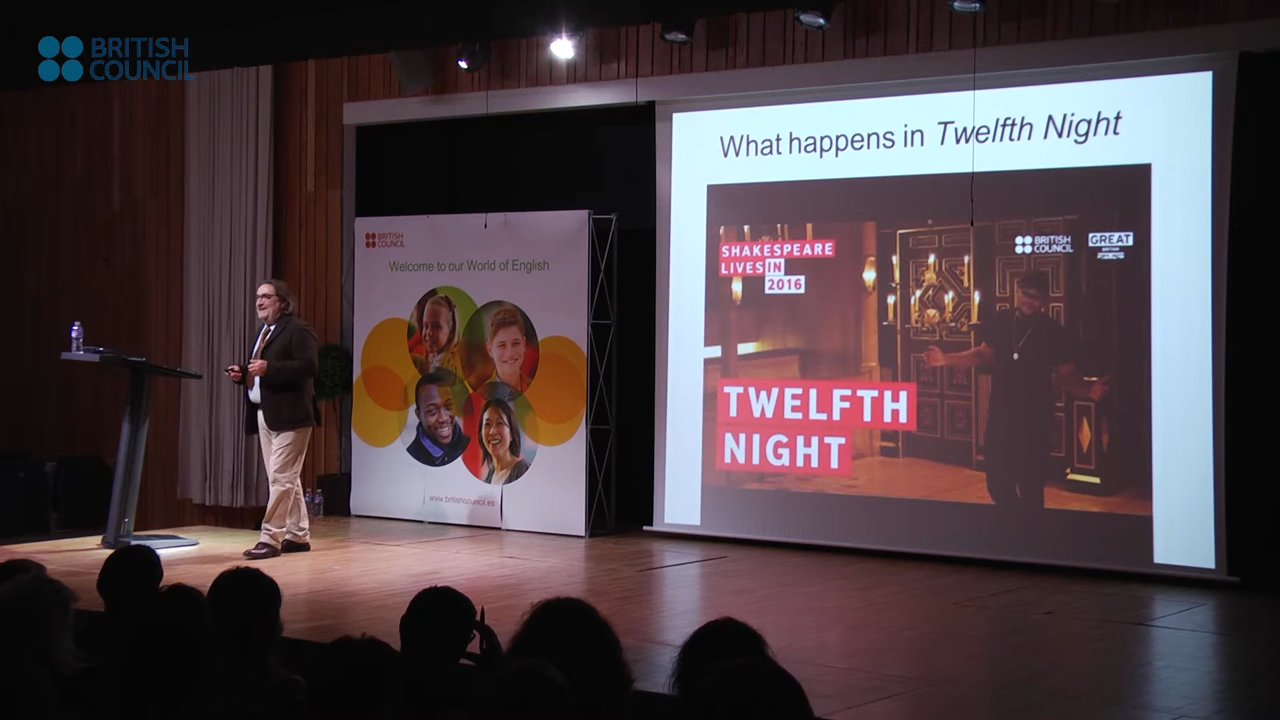 BRITISH
COUNCIL
What happens in Twelfth Night
SHAKESPEARE
LIVES IN
2016
BRITISH
COUNCIL
GREAT
TWELFTH
NIGHT
BRITISH
COUNCIL
Welcome to our World of English
www.britishcouncil.es